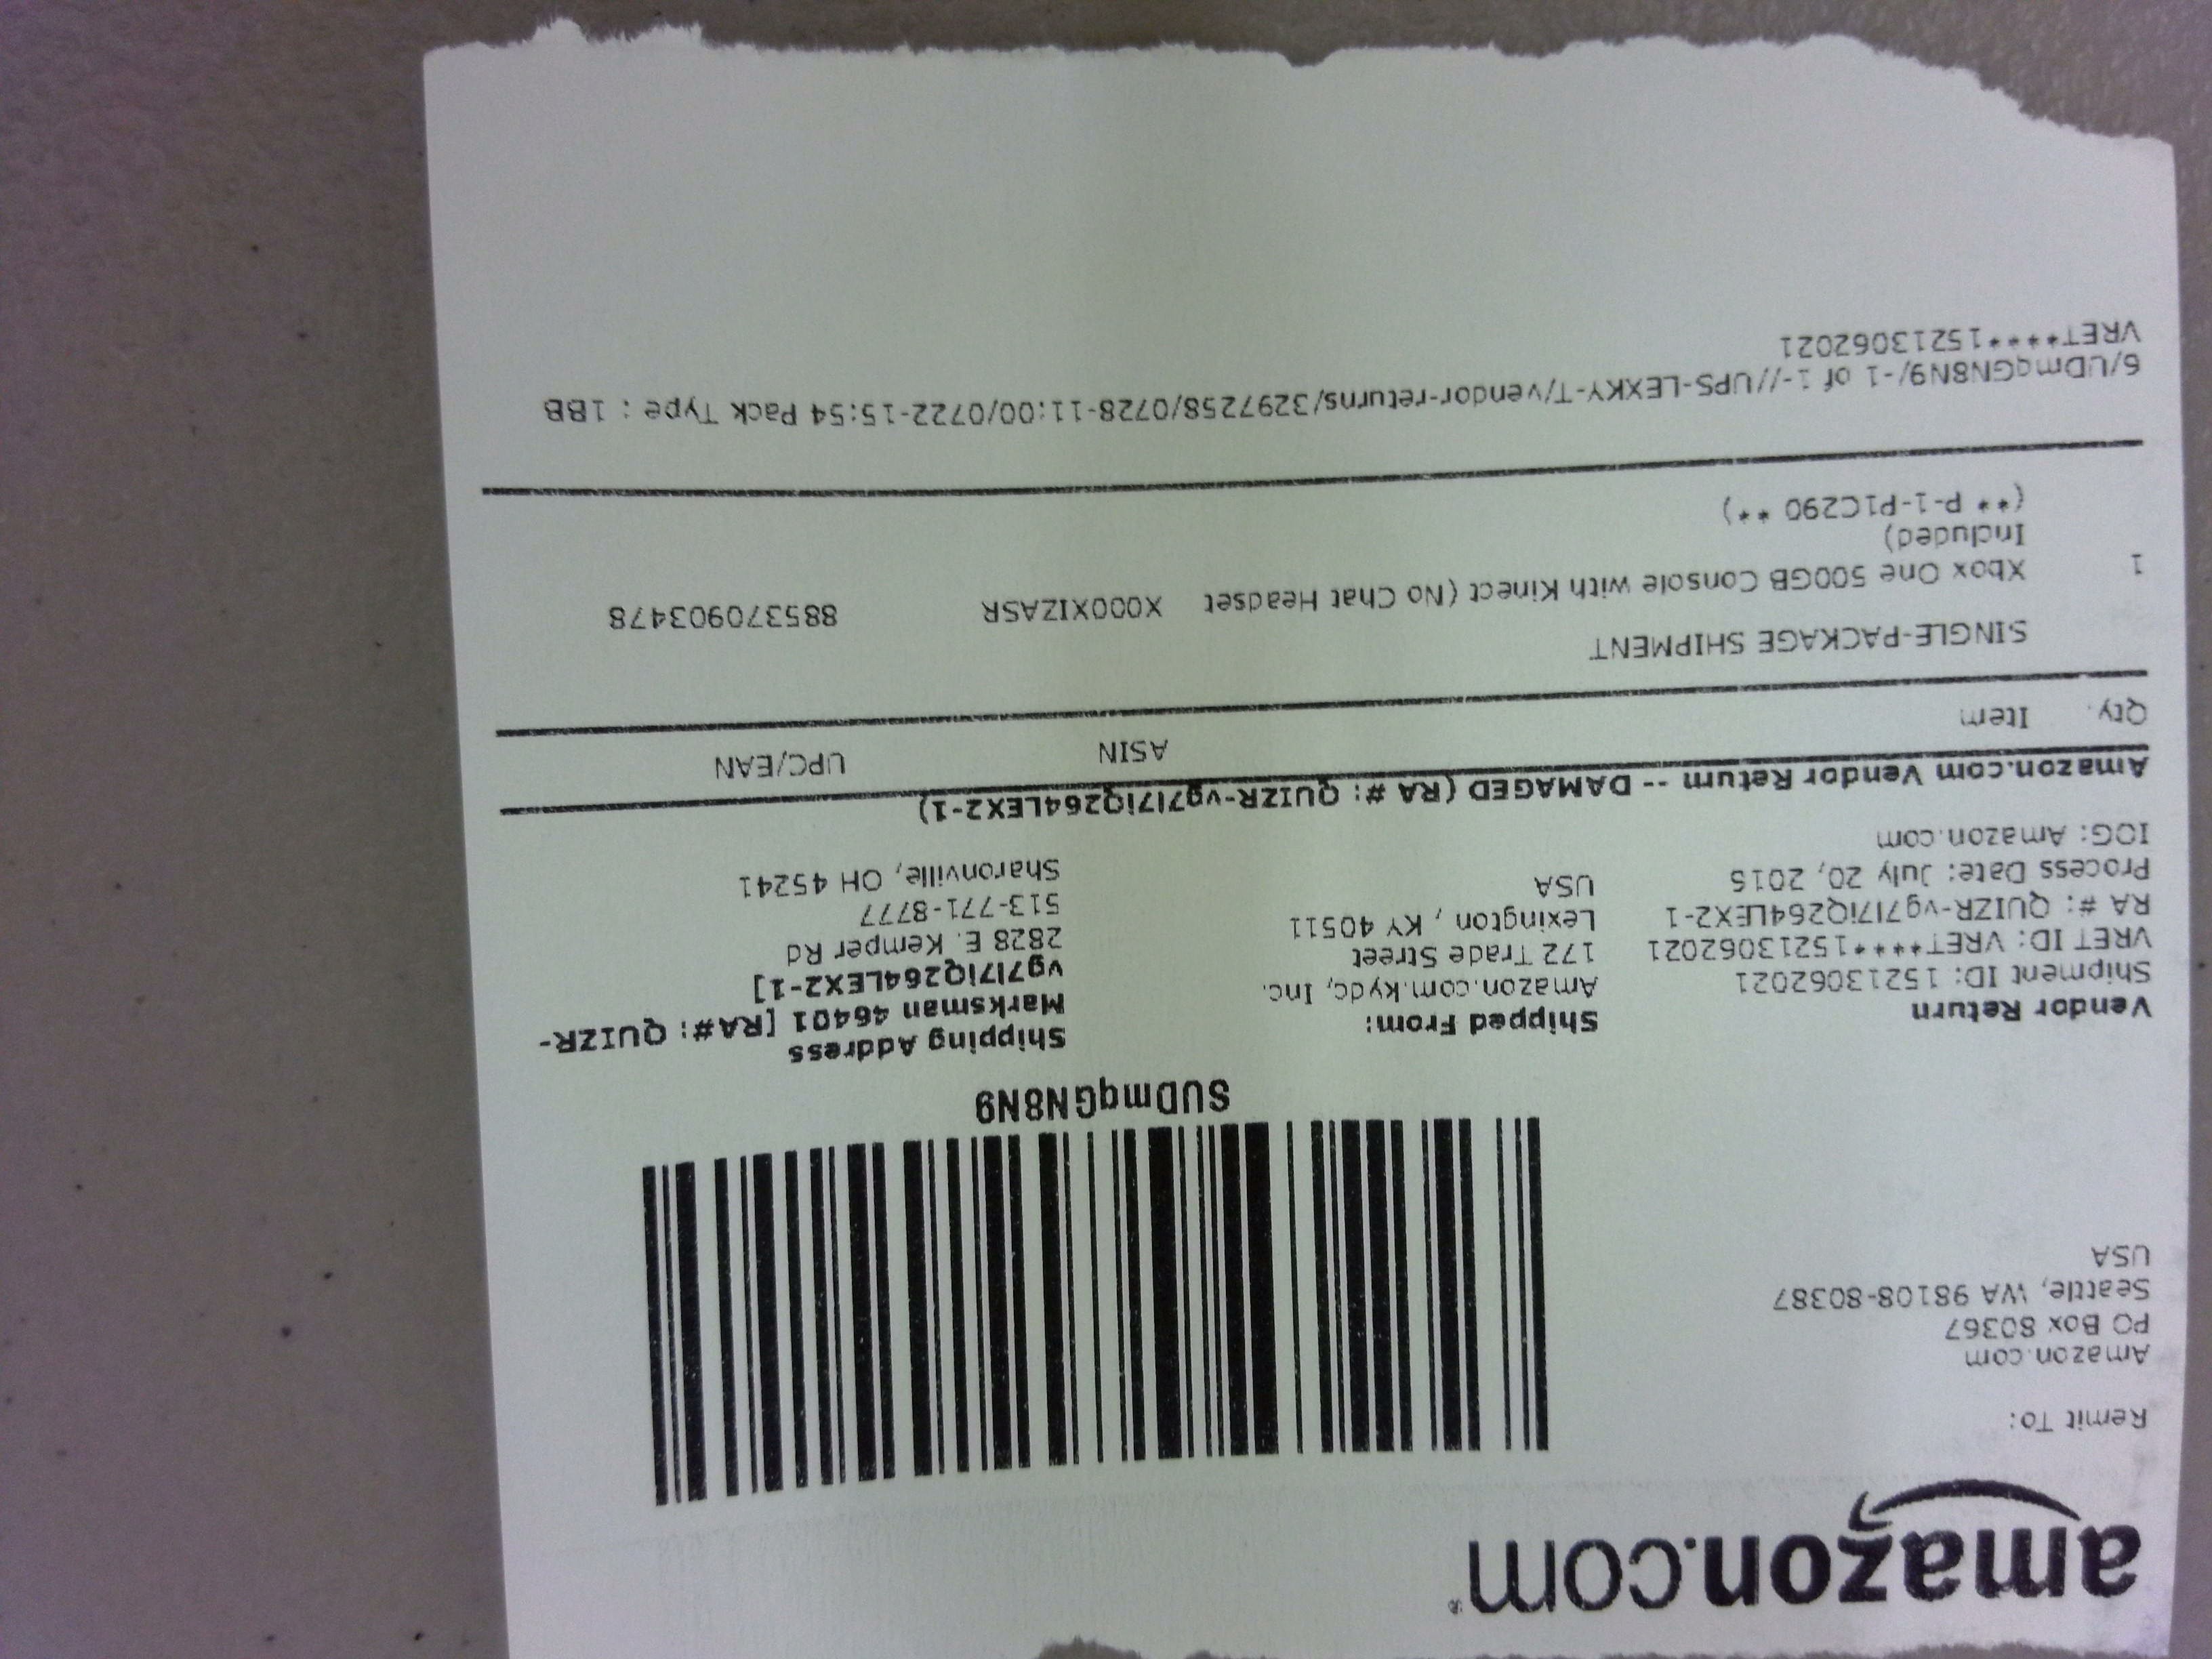 amazon.com
Remit To:
Amazon.com
PO Box 80367
Seattle, WA 98108-80387
USA
SUDmqGN8N9
Vendor Return
Shipment ID: 15213062021
VRET ID: VRET****15213062021
RA #: QUIZR-vg7I7iQ264LEX2-1
Process Date: July 20, 2015
IOG: Amazon.com
Shipped From:
Amazon.com.kydc, Inc.
172 Trade Street
Lexington , KY 40511
USA
Shipping Address
Marksman 46401 [RA#: QUIZR-
vg7I7iQ264LEX2-1]
2828 E. Kemper Rd
513-771-8777
Sharonville, OH 45241
Amazon.com Vendor Return -- DAMAGED (RA #: QUIZR-vg7I7iQ264LEX2-1)
Qty. Item ASIN UPC/EAN
SINGLE-PACKAGE SHIPMENT
1 Xbox One 500GB Console with Kinect (No Chat Headset X000XIZASR 885370903478
Included)
(** P-1-P1C290 **)
6/UDmqGN8N9/-1 of 1-//UPS-LEXKY-T/vendor-returns/3297258/0728-11:00/0722-15:54 Pack Type : 1BB
VRET****15213062021